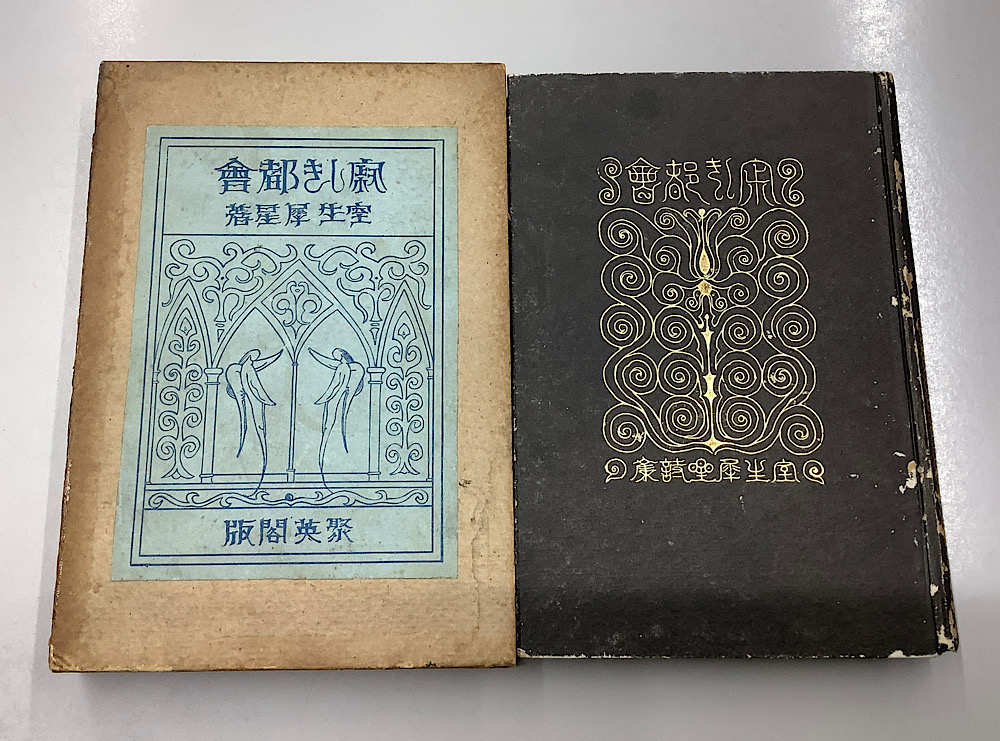 寂しき都會
室生犀星著
聚英閣版
寂しき都會
室生犀星詩集